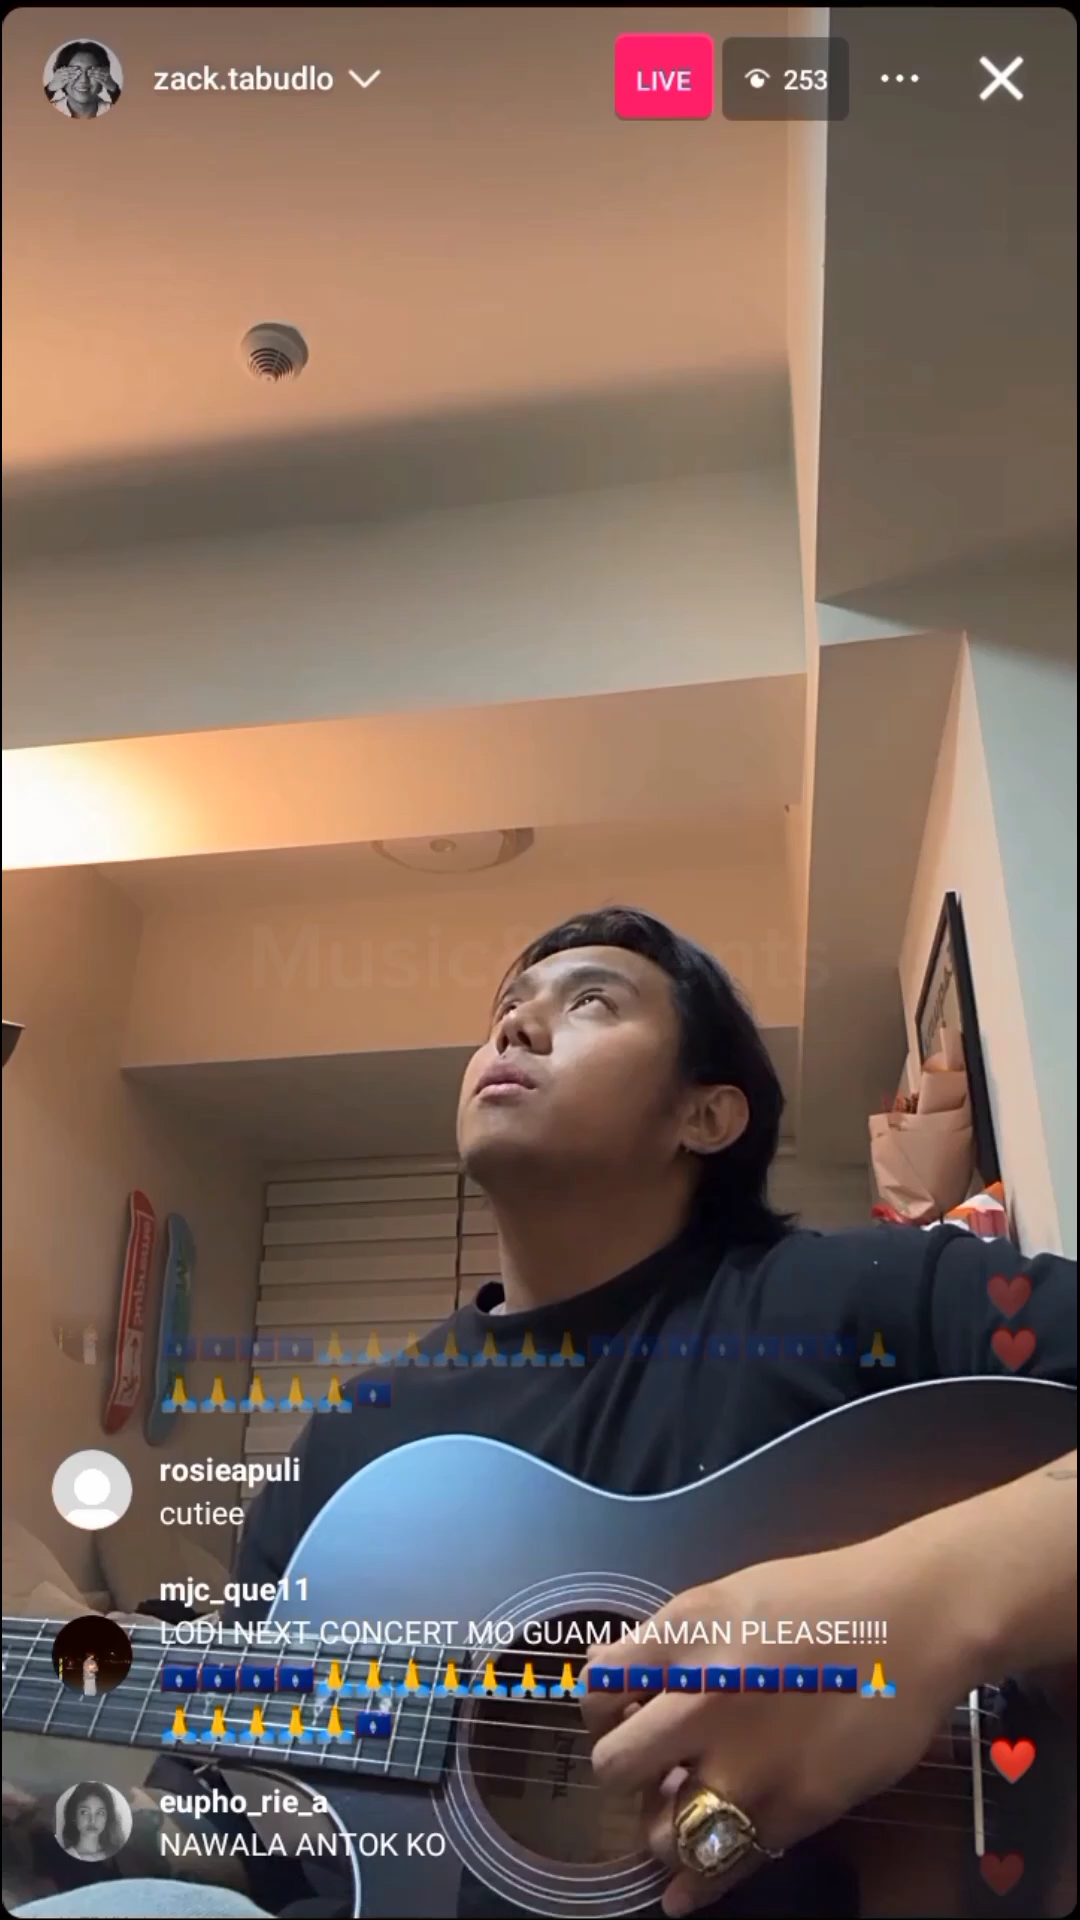 zack.tabudlo
LIVE
253
rosieapuli
cutiee
mjc_que11
LODI NEXT CONCERT MO GUAM NAMAN PLEASE!!!!!
🇬🇺🇬🇺🇬🇺🇬🇺🙏🙏🙏🙏🙏🙏🙏🇬🇺🇬🇺🇬🇺🇬🇺🇬🇺🇬🇺🇬🇺🙏
🙏🙏🙏🙏🙏🇬🇺
eupho_rie_a
NAWALA ANTOK KO